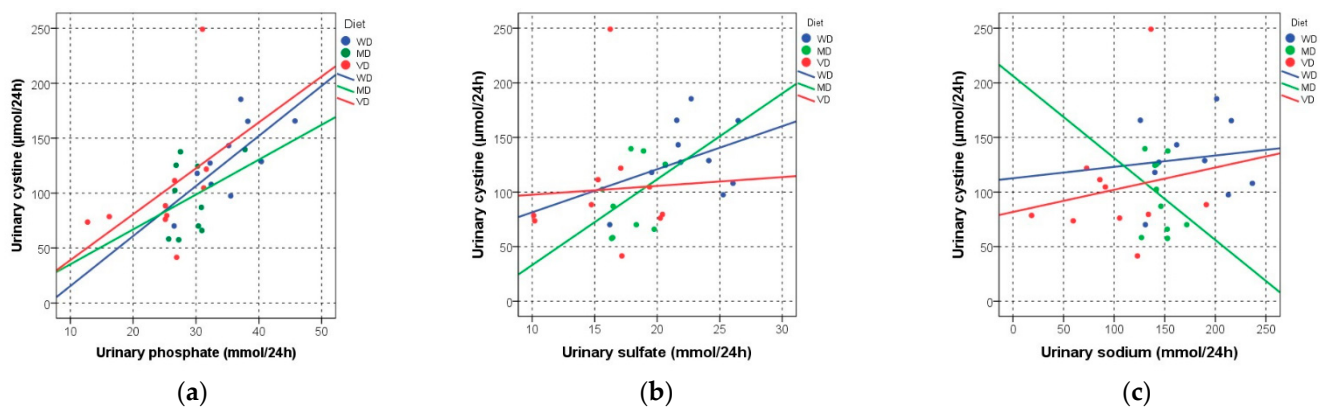 Urinary cystine (μmol/24h)
250
200
150
100
50
0
10 20 30 40 50
Urinary phosphate (mmol/24h)
Diet
WD
MD
VD
WD
MD
VD
(a)
Urinary cystine (μmol/24h)
250
200
150
100
50
0
10 15 20 25 30
Urinary sulfate (mmol/24h)
Diet
WD
MD
VD
WD
MD
VD
(b)
Urinary cystine (μmol/24h)
250
200
150
100
50
0
0 50 100 150 200 250
Urinary sodium (mmol/24h)
Diet
WD
MD
VD
WD
MD
VD
(c)